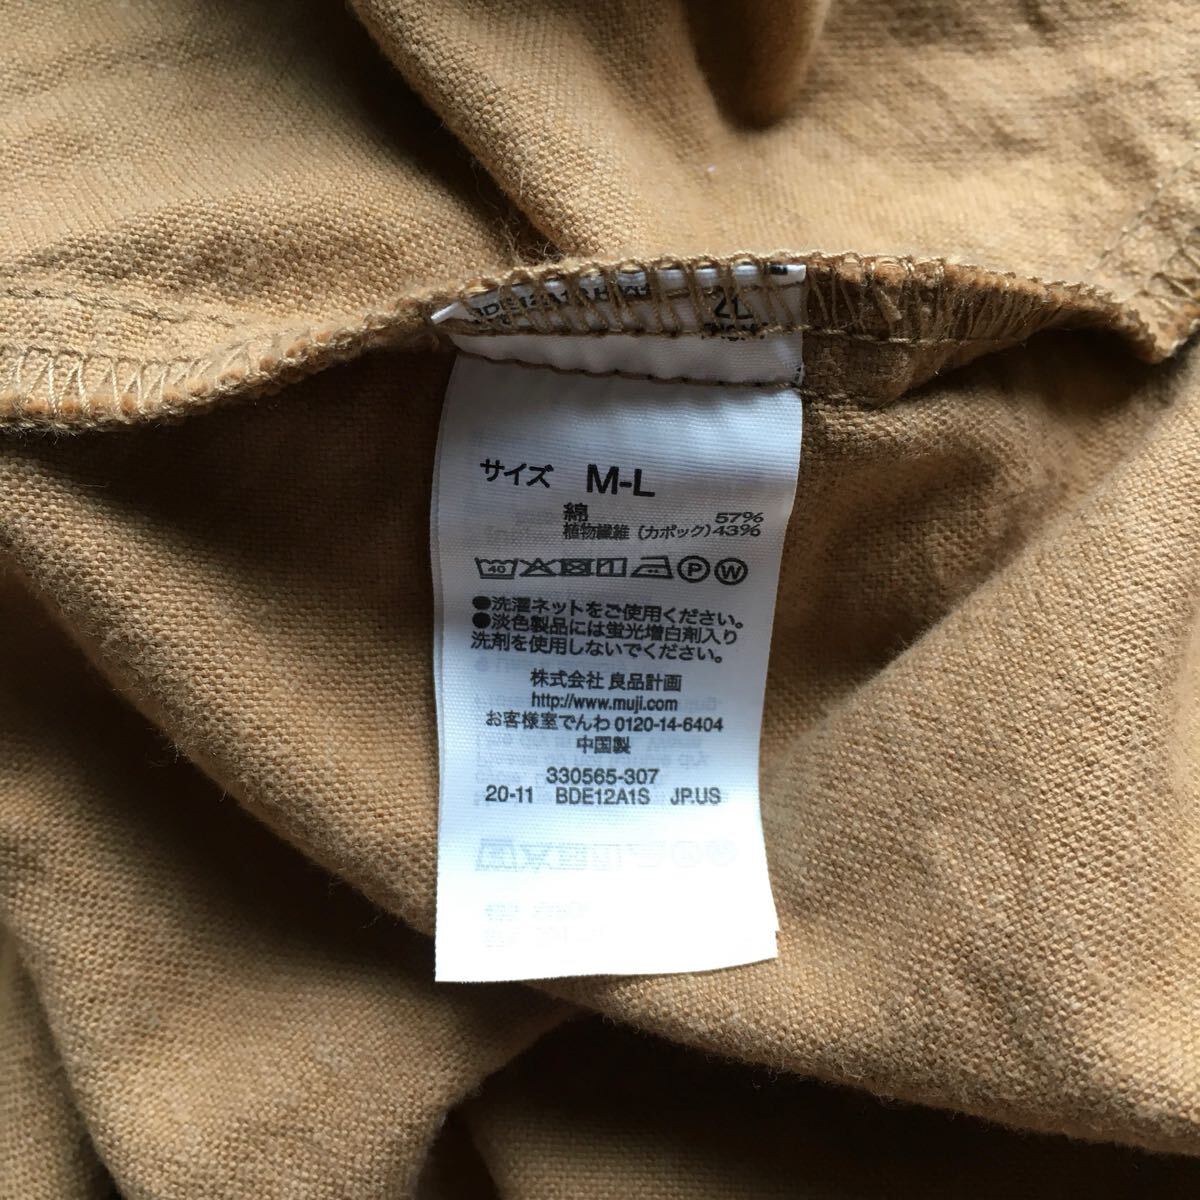 2L
サイズ M-L
綿 57%
植物繊維 (カポック) 43%
40 P W
●洗濯ネットをご使用ください。
●淡色製品には蛍光増白剤入り
洗剤を使用しないでください。
株式会社 良品計画
http://www.muji.com
お客様室でんわ 0120-14-6404
中国製
330565-307
20-11 BDE12A1S JP.US